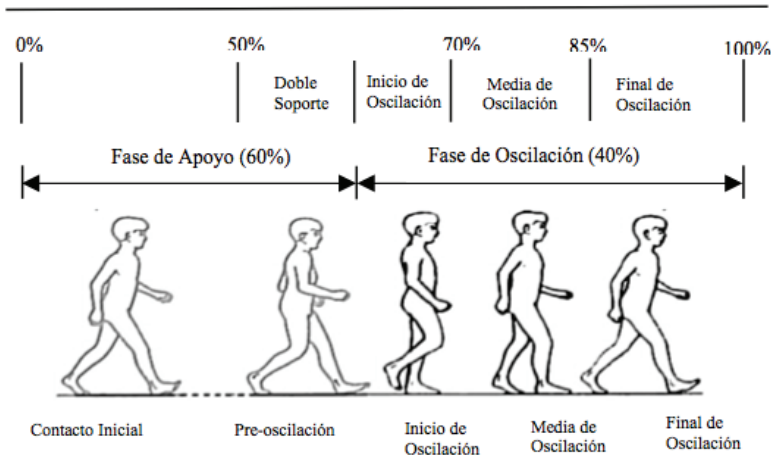 0%
50%
70%
85%
100%
Doble
Soporte
Inicio de
Oscilación
Media de
Oscilación
Final de
Oscilación
Fase de Apoyo (60%)
Fase de Oscilación (40%)
Contacto Inicial
Pre-oscilación
Inicio de
Oscilación
Media de
Oscilación
Final de
Oscilación